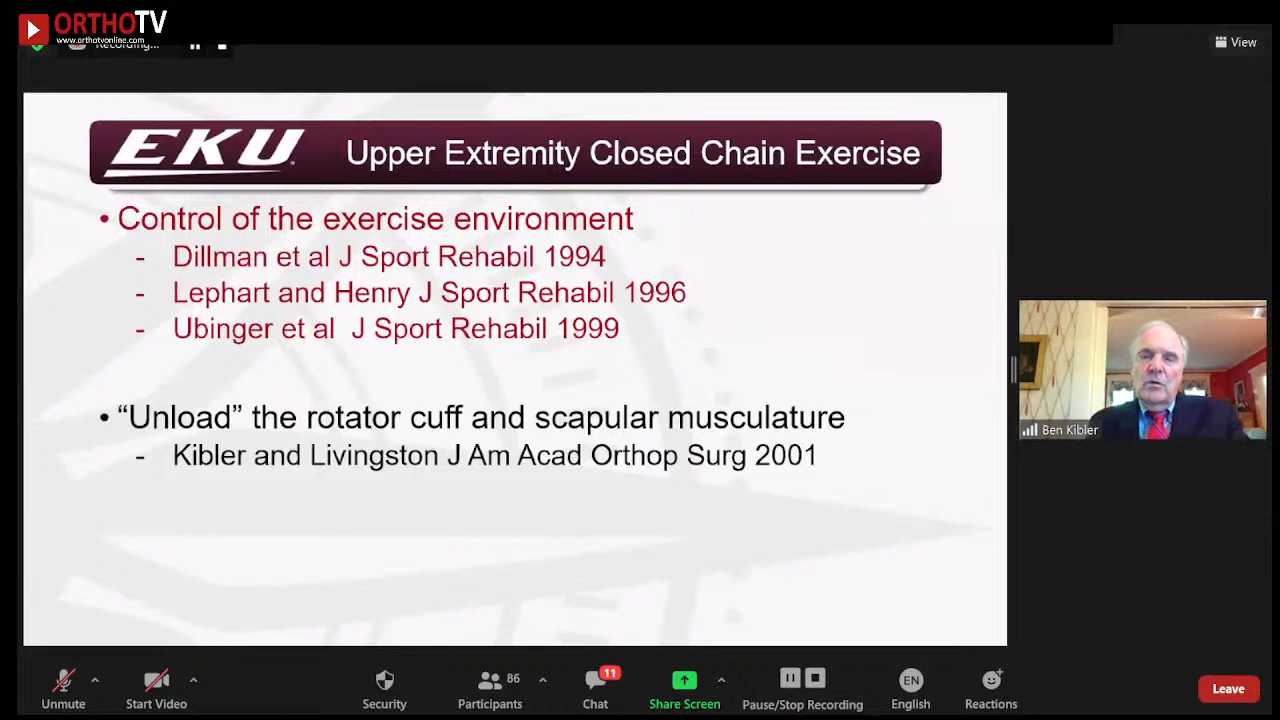 ORTHOTV
www.orthotvonline.com
Recording...
View
EKU Upper Extremity Closed Chain Exercise
• Control of the exercise environment
- Dillman et al J Sport Rehabil 1994
- Lephart and Henry J Sport Rehabil 1996
- Ubinger et al J Sport Rehabil 1999
• “Unload” the rotator cuff and scapular musculature
- Kibler and Livingston J Am Acad Orthop Surg 2001
Ben Kibler
Unmute
Start Video
Security
86
Participants
11
Chat
Share Screen
Pause/Stop Recording
EN
English
Reactions
Leave